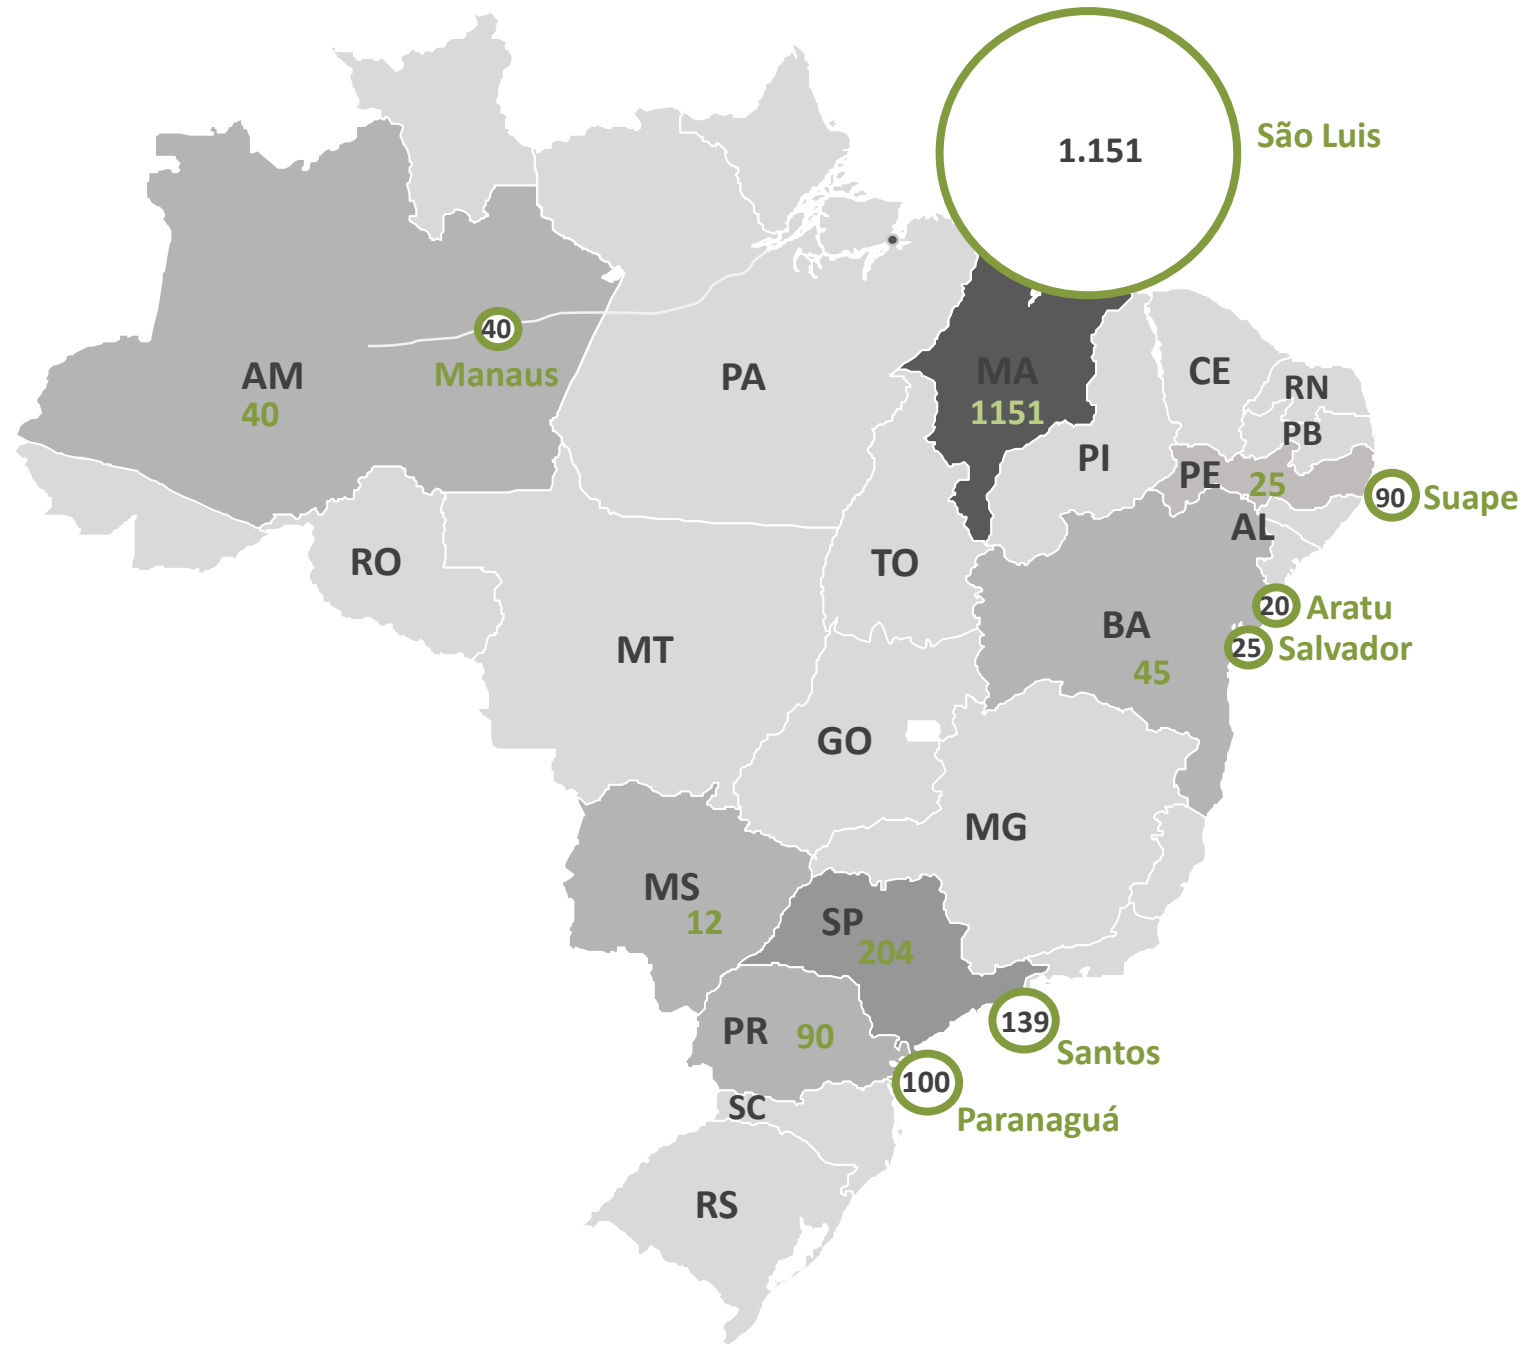 1.151
São Luis
40
Manaus
AM
40
PA
MA
1151
CE
RN
PB
PI
PE
25
90
Suape
AL
RO
TO
20
Aratu
BA
45
25
Salvador
MT
GO
MG
MS
12
SP
204
139
Santos
PR
90
100
Paranaguá
SC
RS